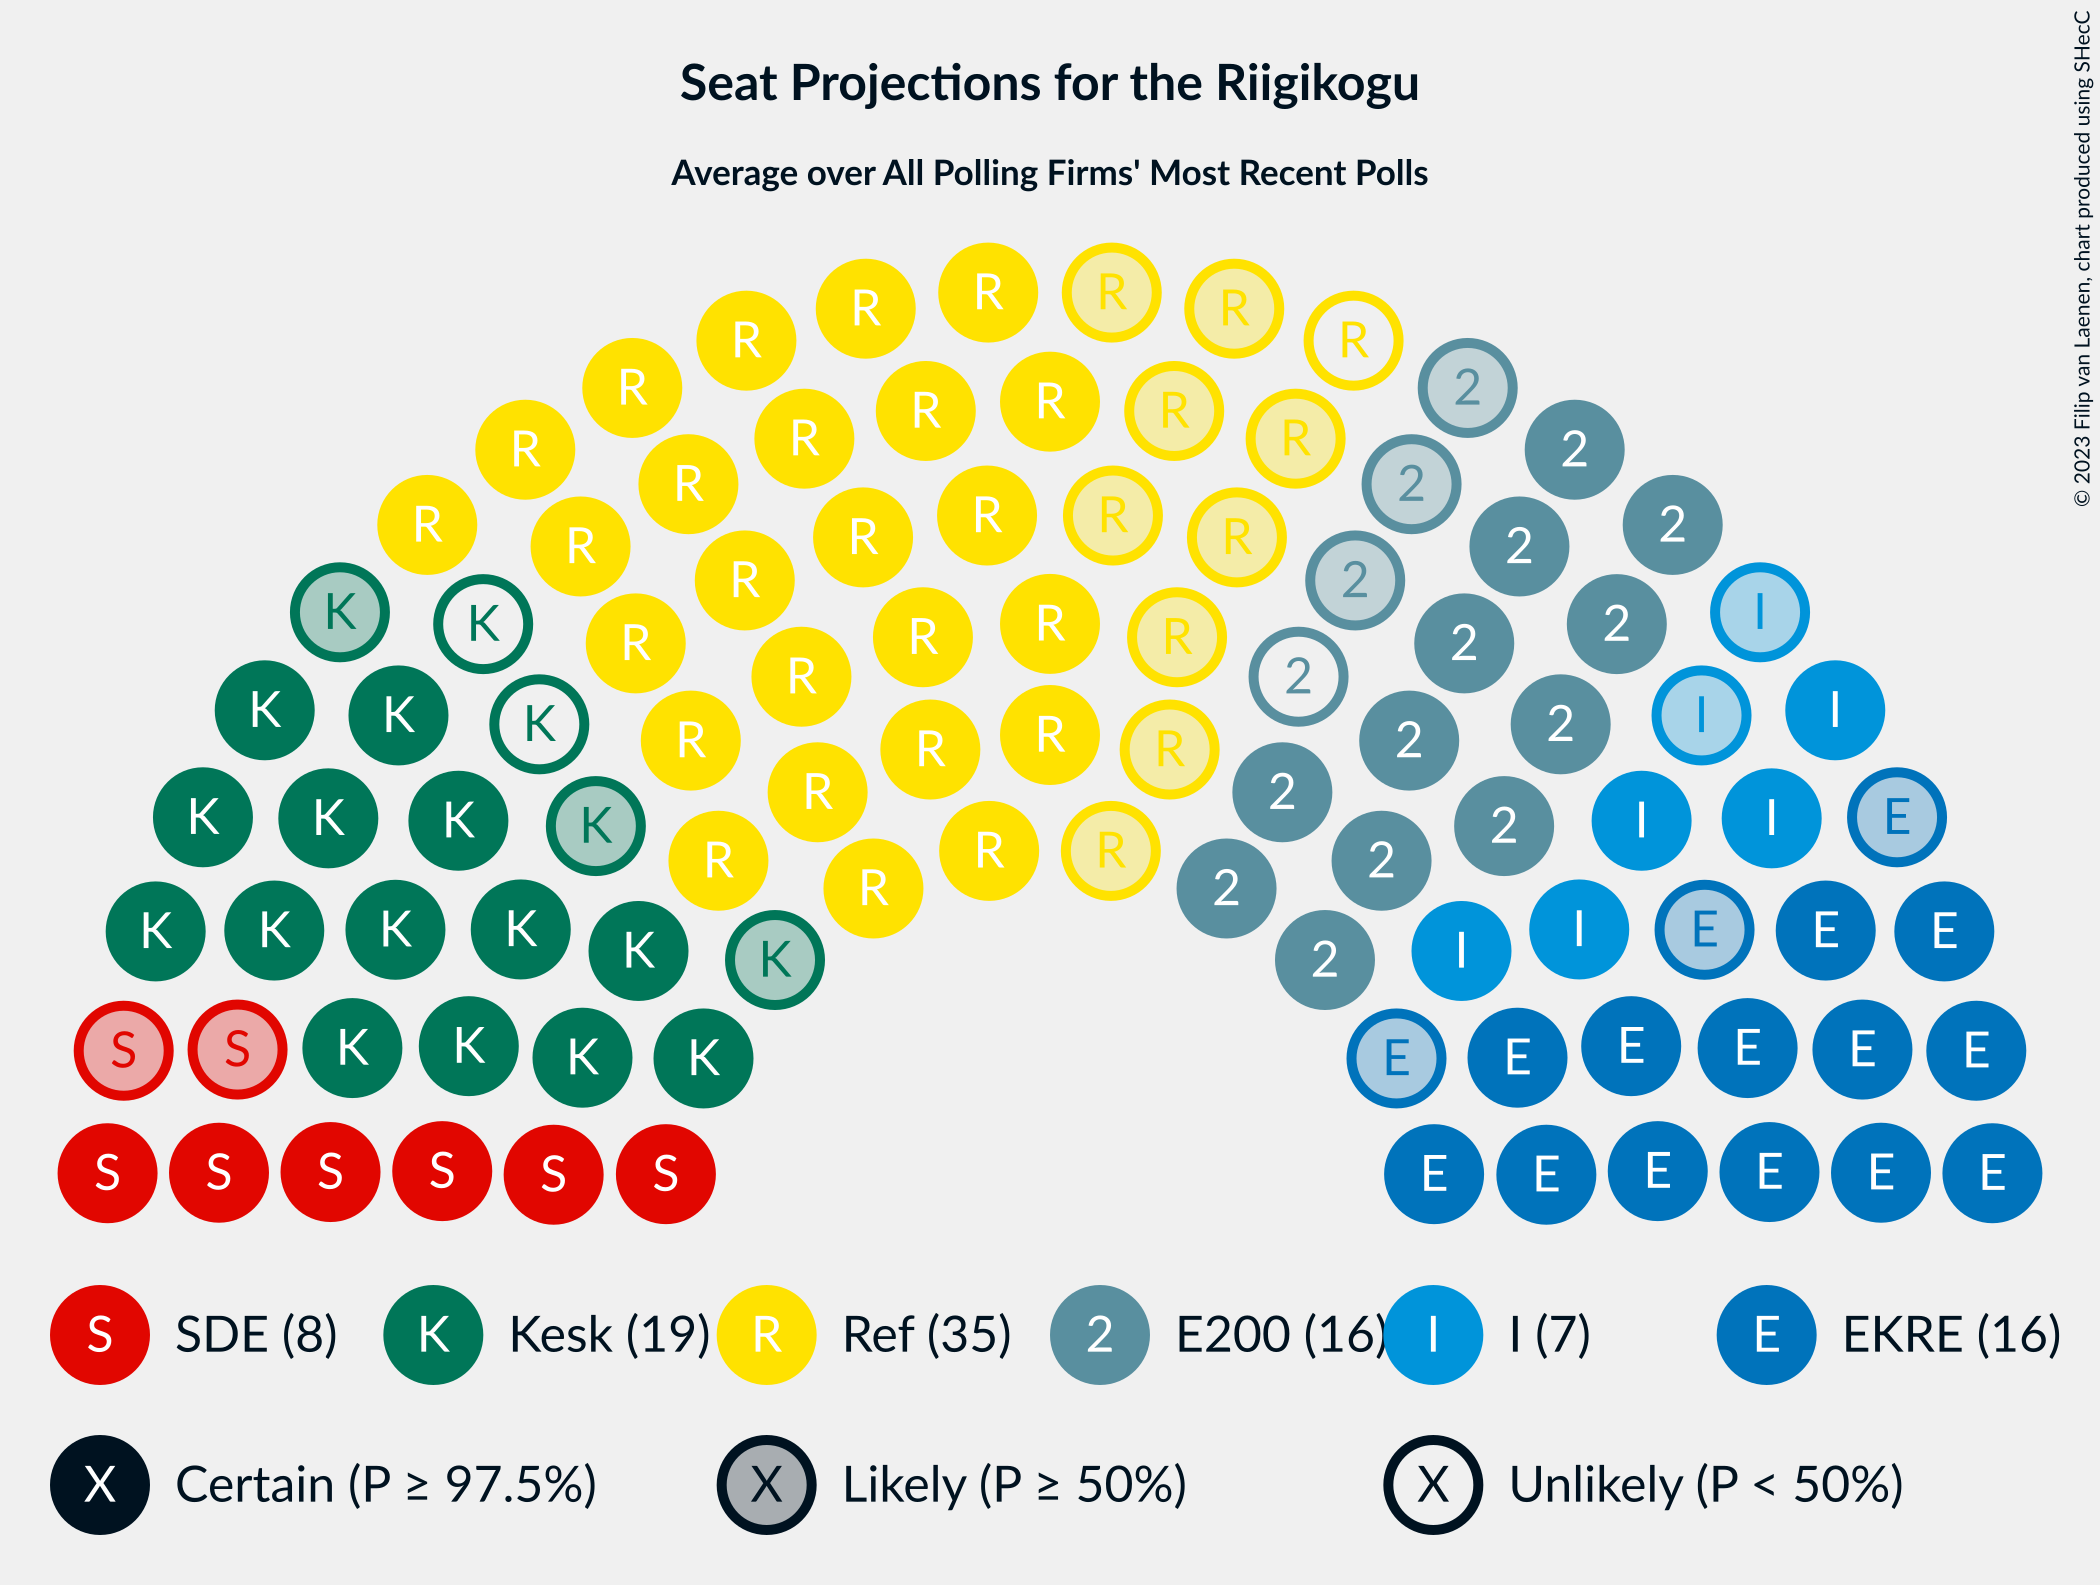 Seat Projections for the Riigikogu
Average over All Polling Firms' Most Recent Polls
© 2023 Filip van Laenen, chart produced using SHecC
R R
R R
R R
R 2
R R R
R R R 2
R 2
R R R 2
R R R 2
R 2
K K R R R R 2 2 I
R 2
K K K R R R R 2 2 I I
R 2
K K K K 2 I I E
R R R 2
R 2
K K K K K K 2 I I E E E
S S K K K K E E E E E E
S S S S S S E E E E E E
S SDE (8) K Kesk (19) R Ref (35) 2 E200 (16) I I (7) E EKRE (16)
X Certain (P ≥ 97.5%) X Likely (P ≥ 50%) X Unlikely (P < 50%)